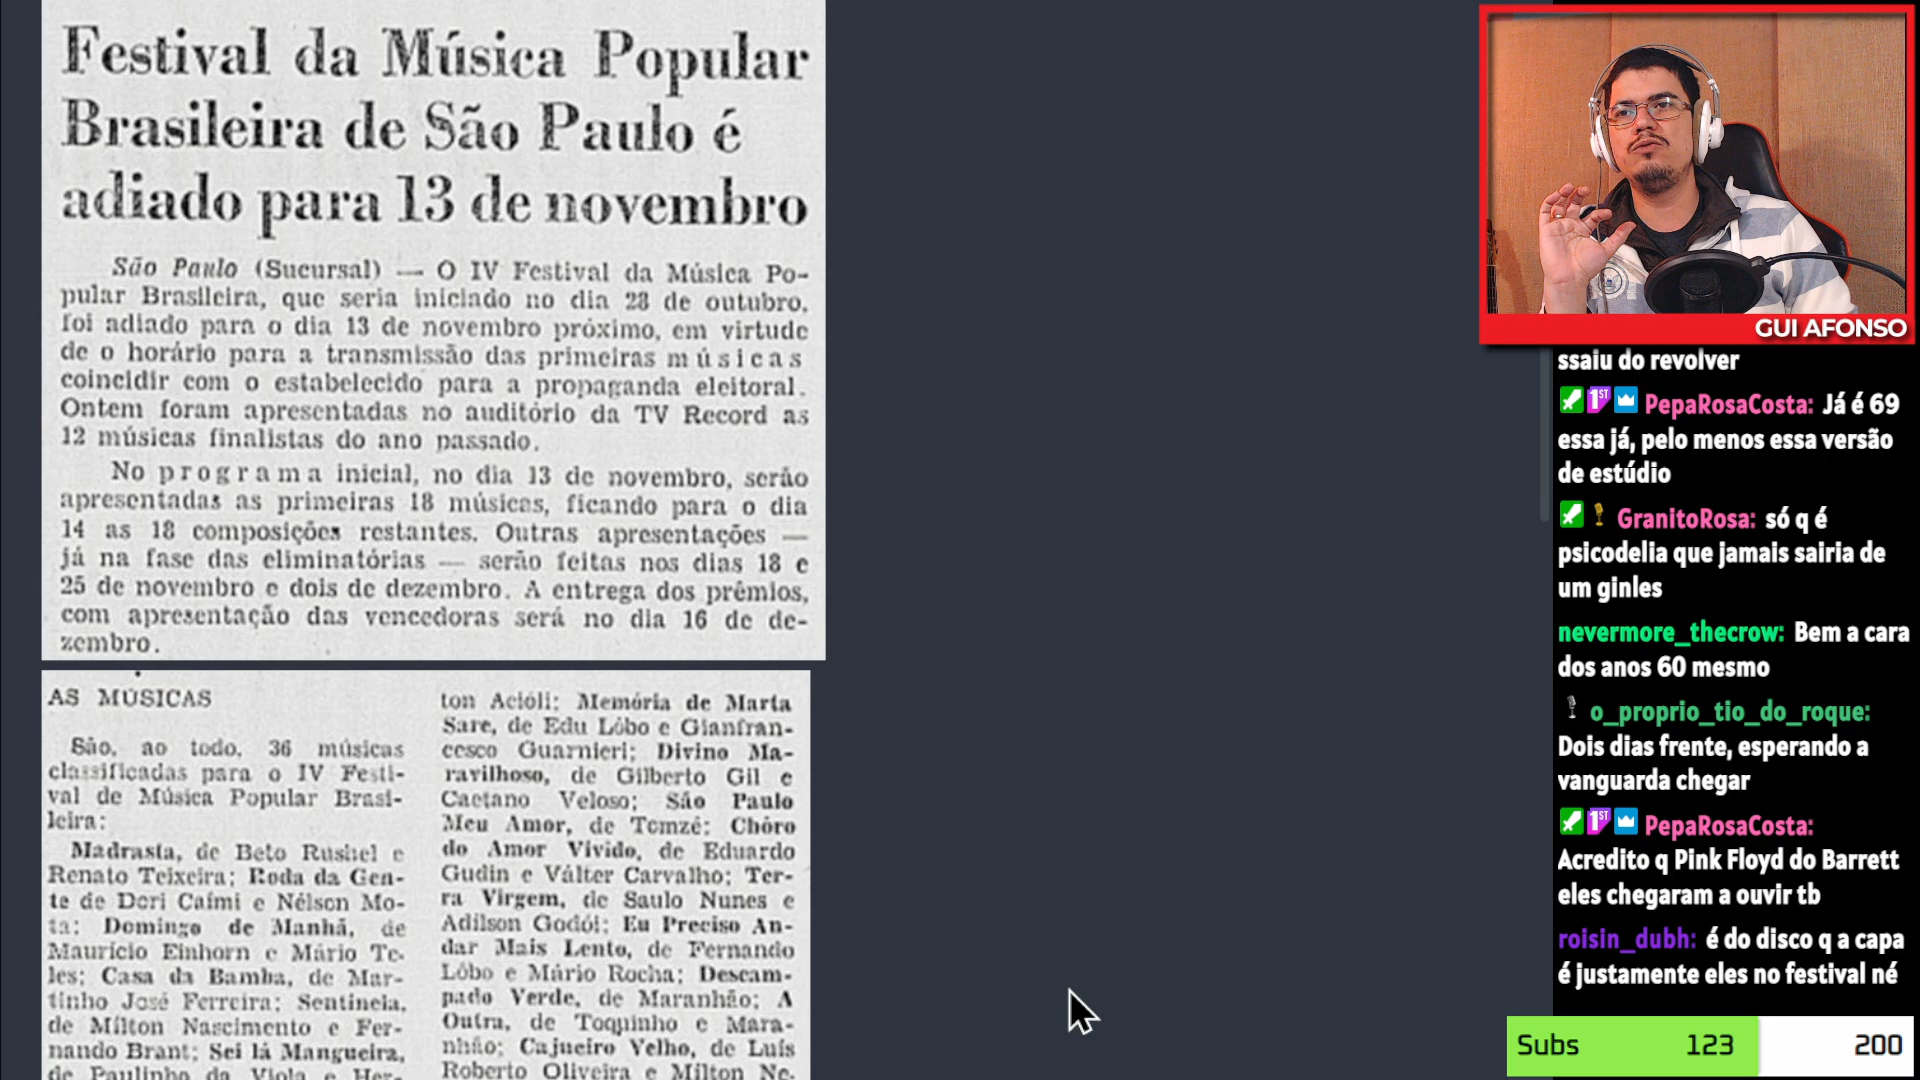 Festival da Música Popular
Brasileira de São Paulo é
adiado para 13 de novembro
São Paulo (Sucursal) — O IV Festival da Música Po-
pular Brasileira, que seria iniciado no dia 28 de outubro,
foi adiado para o dia 13 de novembro próximo, em virtude
de o horário para a transmissão das primeiras músicas
coincidir com o estabelecido para a propaganda eleitoral.
Ontem foram apresentadas no auditório da TV Record as
12 músicas finalistas do ano passado.
No programa inicial, no dia 13 de novembro, serão
apresentadas as primeiras 18 músicas, ficando para o dia
14 as 18 composições restantes. Outras apresentações —
já na fase das eliminatórias — serão feitas nos dias 18 e
25 de novembro e dois de dezembro. A entrega dos prêmios,
com apresentação das vencedoras será no dia 16 de de-
zembro.
AS MÚSICAS
São, ao todo, 36 músicas
classificadas para o IV Festi-
val de Música Popular Brasi-
leira:
Madrasta, de Beto Rushel e
Renato Teixeira; Roda da Gen-
te de Dori Caími e Nélson Mo-
ta; Domingo de Manhã, de
Maurício Einhorn e Mário Te-
les; Casa da Bamba, de Mar-
tinho José Ferreira; Sentinela,
de Mílton Nascimento e Fer-
nando Brant; Sei lá Mangueira,
de Paulinho da Viola e Her-
ton Acióli; Memória de Marta
Sare, de Edu Lôbo e Gianfran-
cesco Guarnieri; Divino Ma-
ravilhoso, de Gilberto Gil e
Caetano Veloso; São Paulo
Meu Amor, de Tomzé; Chôro
do Amor Vivido, de Eduardo
Gudin e Válter Carvalho; Ter-
ra Virgem, de Saulo Nunes e
Adilson Godói; Eu Preciso An-
dar Mais Lento, de Fernando
Lôbo e Mário Rocha; Descam-
pado Verde, de Maranhão; A
Outra, de Toquinho e Mara-
nhão; Cajueiro Velho, de Luís
Roberto Oliveira e Milton Ne-
GUI AFONSO
ssaiu do revolver
1ST PepaRosaCosta: Já é 69
essa já, pelo menos essa versão
de estúdio
GranitoRosa: só q é
psicodelia que jamais sairia de
um ginles
nevermore_thecrow: Bem a cara
dos anos 60 mesmo
o_proprio_tio_do_roque:
Dois dias frente, esperando a
vanguarda chegar
1ST PepaRosaCosta:
Acredito q Pink Floyd do Barrett
eles chegaram a ouvir tb
roisin_dubh: é do disco q a capa
é justamente eles no festival né
Subs 123 200